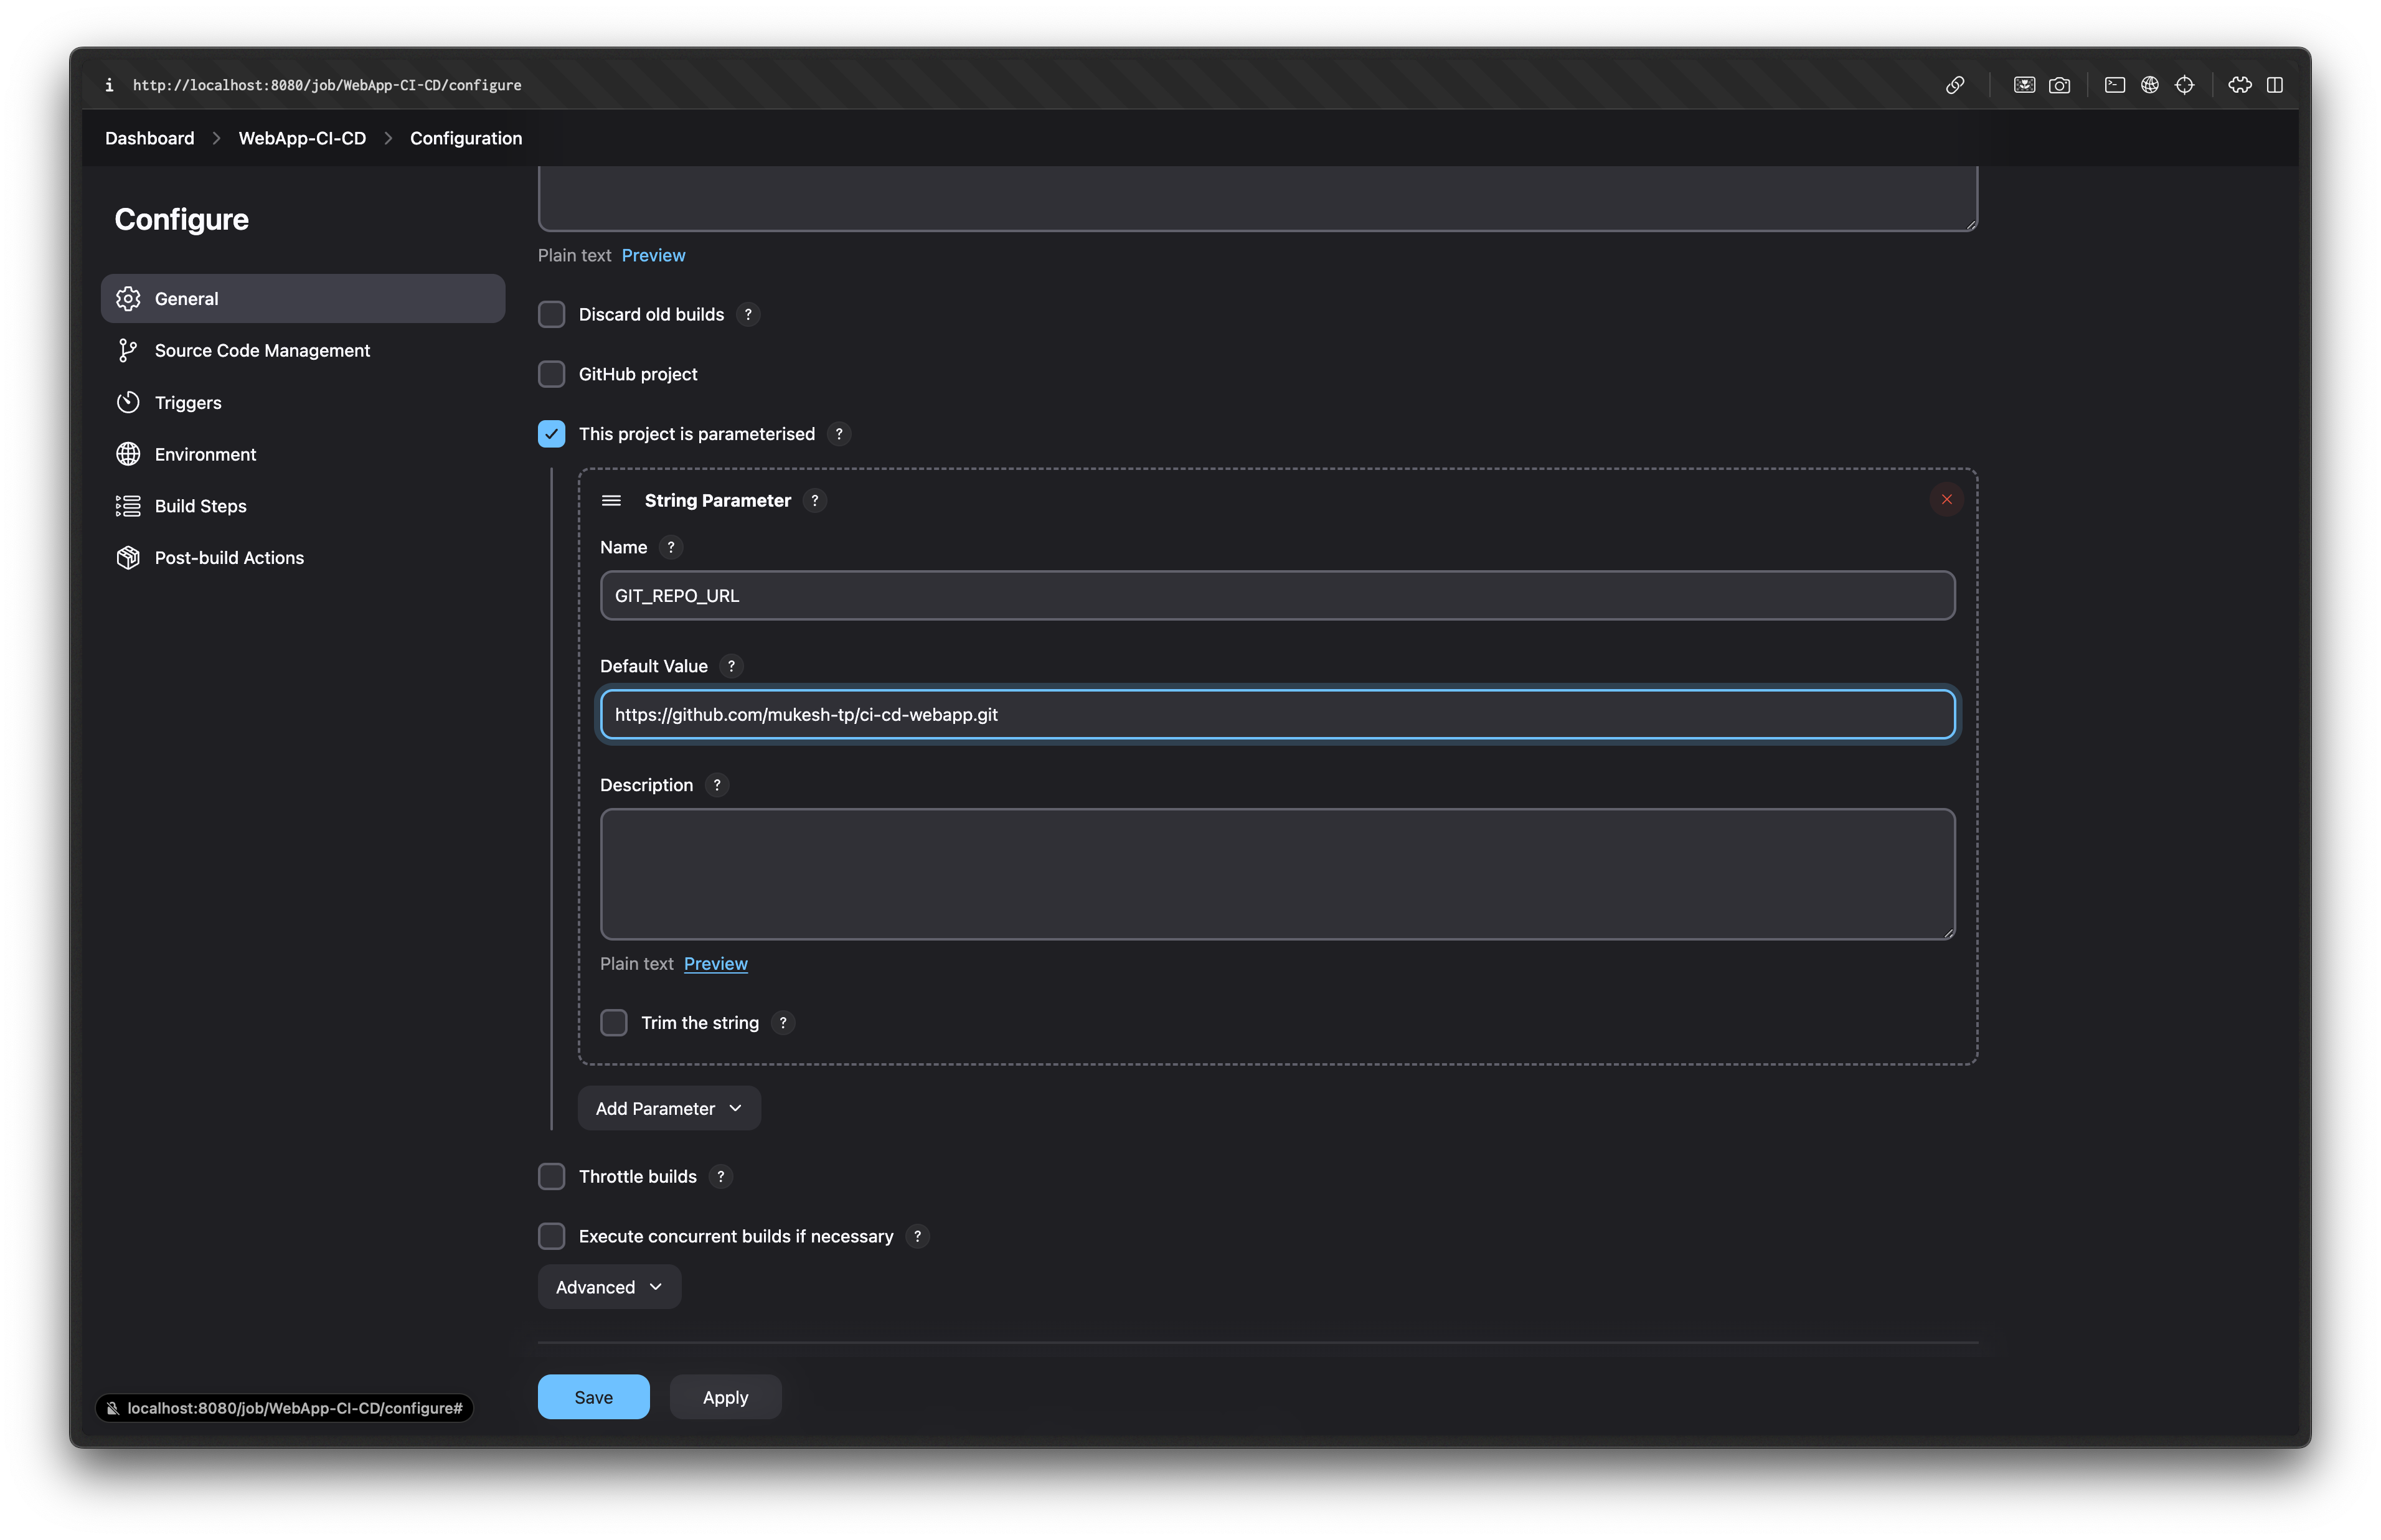 http://localhost:8080/job/WebApp-CI-CD/configure
Dashboard > WebApp-CI-CD > Configuration
Configure
General
Source Code Management
Triggers
Environment
Build Steps
Post-build Actions
Plain text Preview
Discard old builds ?
GitHub project
This project is parameterised ?
String Parameter ?
Name ?
GIT_REPO_URL
Default Value ?
https://github.com/mukesh-tp/ci-cd-webapp.git
Description ?
Plain text Preview
Trim the string ?
Add Parameter
Throttle builds ?
Execute concurrent builds if necessary ?
Advanced
Save Apply
localhost:8080/job/WebApp-CI-CD/configure#